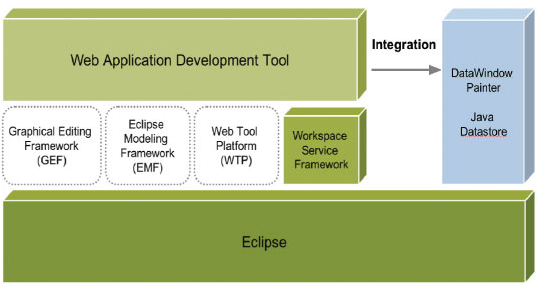 Web Application Development Tool
Integration
DataWindow
Painter
Java
Datastore
Graphical Editing
Framework
(GEF)
Eclipse
Modeling
Framework
(EMF)
Web Tool
Platform
(WTP)
Workspace
Service
Framework
Eclipse